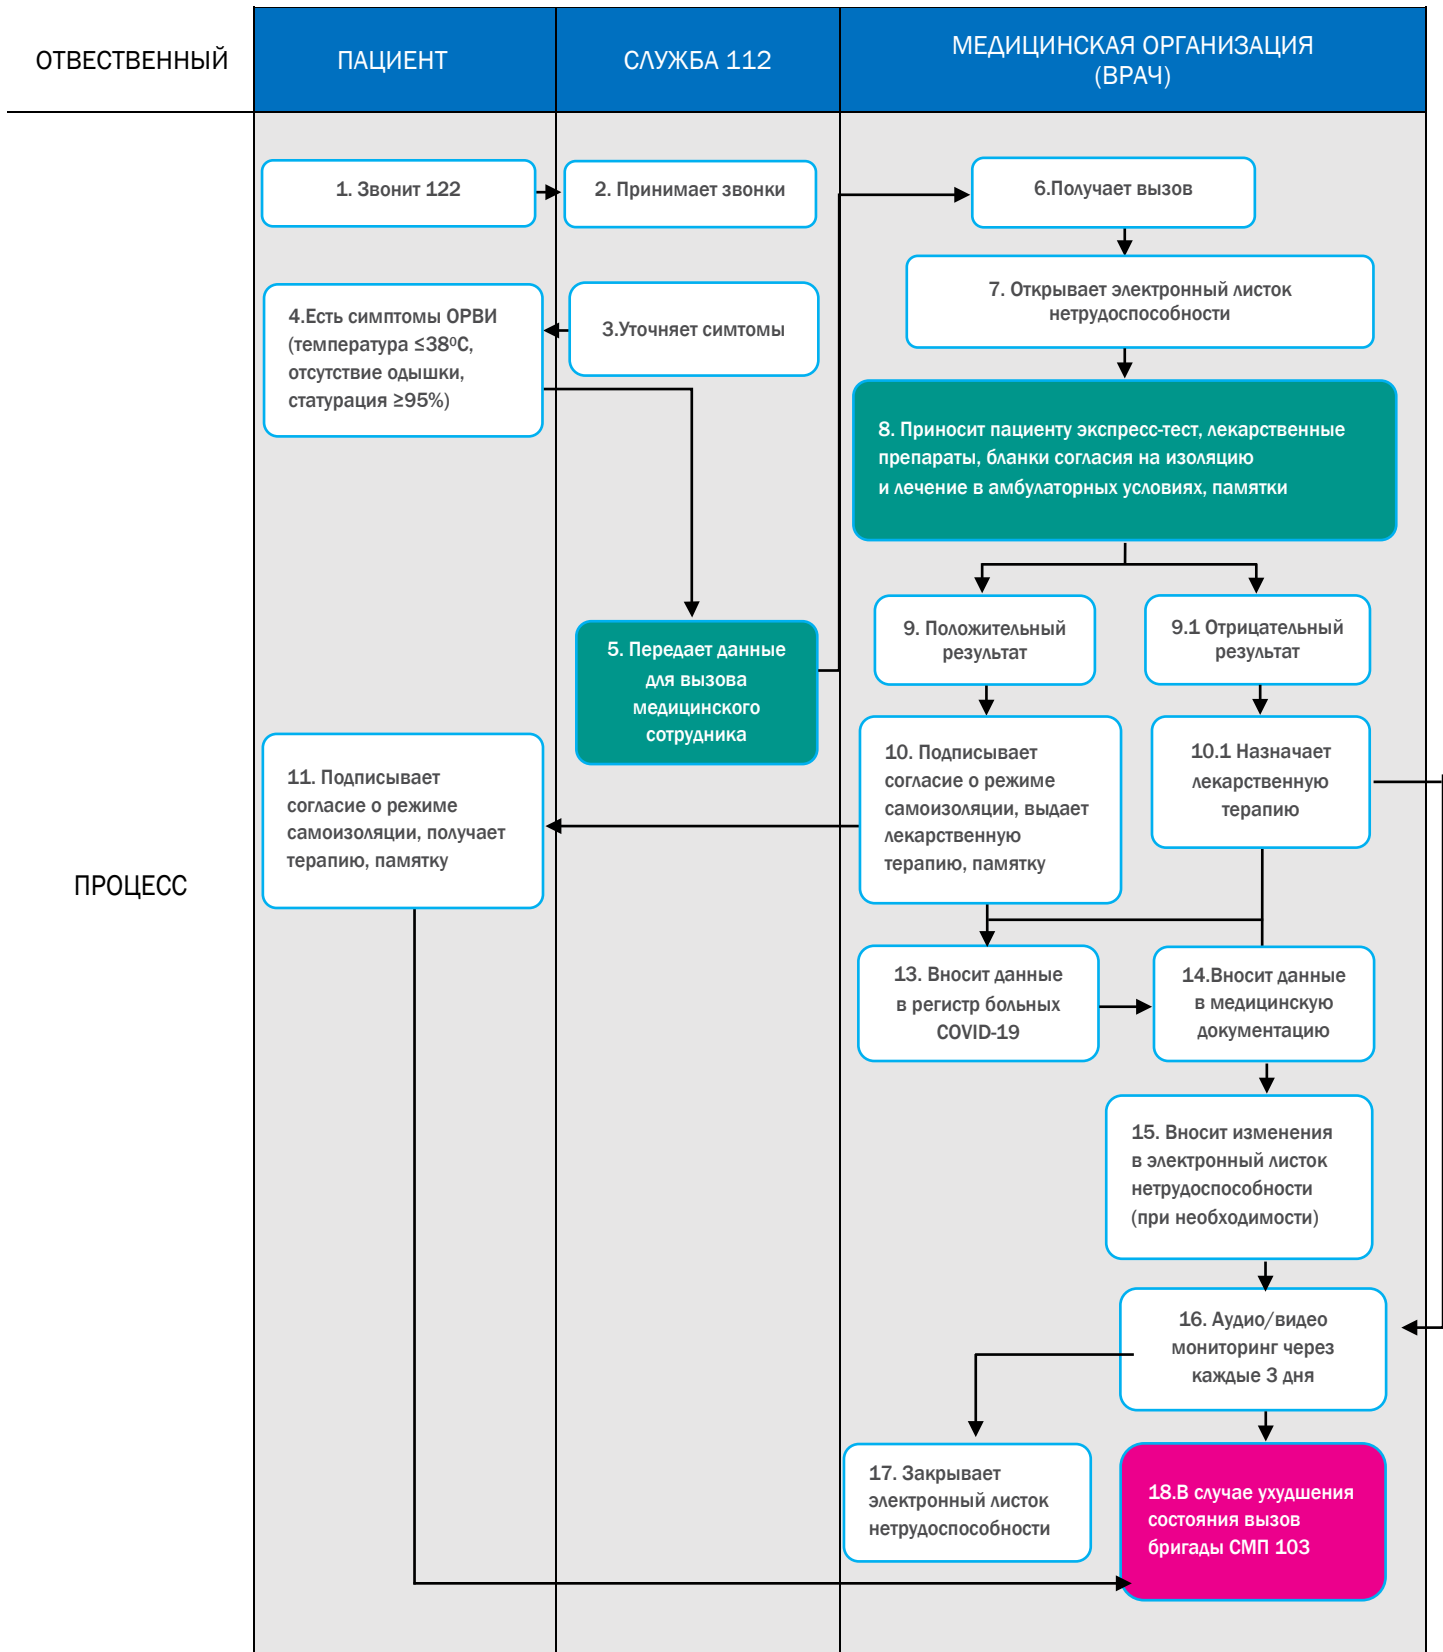 ОТВЕСТВЕННЫЙ
ПАЦИЕНТ
СЛУЖБА 112
МЕДИЦИНСКАЯ ОРГАНИЗАЦИЯ
(ВРАЧ)
1. Звонит 122
2. Принимает звонки
6.Получает вызов
4.Есть симптомы ОРВИ
(температура ≤38⁰С,
отсутствие одышки,
статурация ≥95%)
3.Уточняет симтомы
7. Открывает электронный листок
нетрудоспособности
8. Приносит пациенту экспресс-тест, лекарственные
препараты, бланки согласия на изоляцию
и лечение в амбулаторных условиях, памятки
5. Передает данные
для вызова
медицинского
сотрудника
9. Положительный
результат
9.1 Отрицательный
результат
ПРОЦЕСС
11. Подписывает
согласие о режиме
самоизоляции, получает
терапию, памятку
10. Подписывает
согласие о режиме
самоизоляции, выдает
лекарственную
терапию, памятку
10.1 Назначает
лекарственную
терапию
13. Вносит данные
в регистр больных
COVID-19
14.Вносит данные
в медицинскую
документацию
15. Вносит изменения
в электронный листок
нетрудоспособности
(при необходимости)
16. Аудио/видео
мониторинг через
каждые 3 дня
17. Закрывает
электронный листок
нетрудоспособности
18.В случае ухудшения
состояния вызов
бригады СМП 103